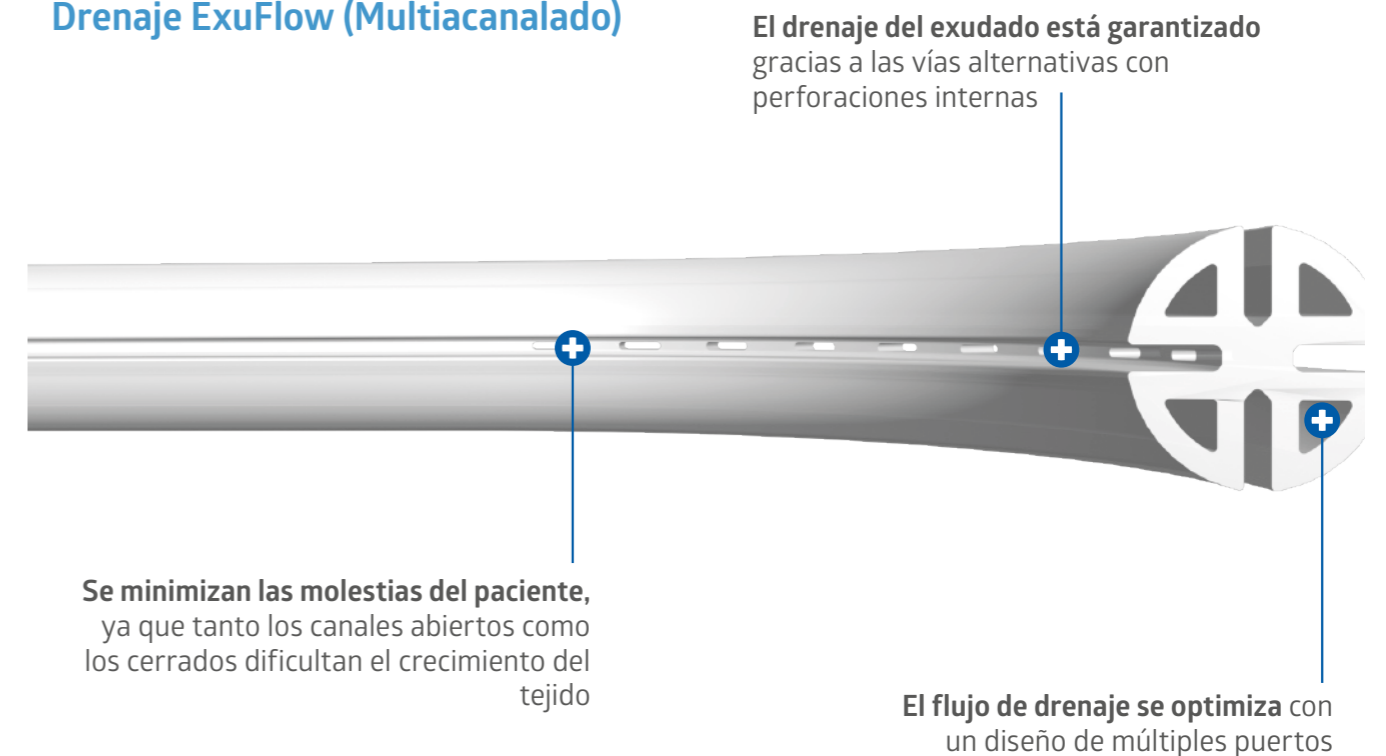 Drenaje ExuFlow (Multiacanalado)
El drenaje del exudado está garantizado
gracias a las vías alternativas con
perforaciones internas
Se minimizan las molestias del paciente,
ya que tanto los canales abiertos como
los cerrados dificultan el crecimiento del
tejido
El flujo de drenaje se optimiza con
un diseño de múltiples puertos